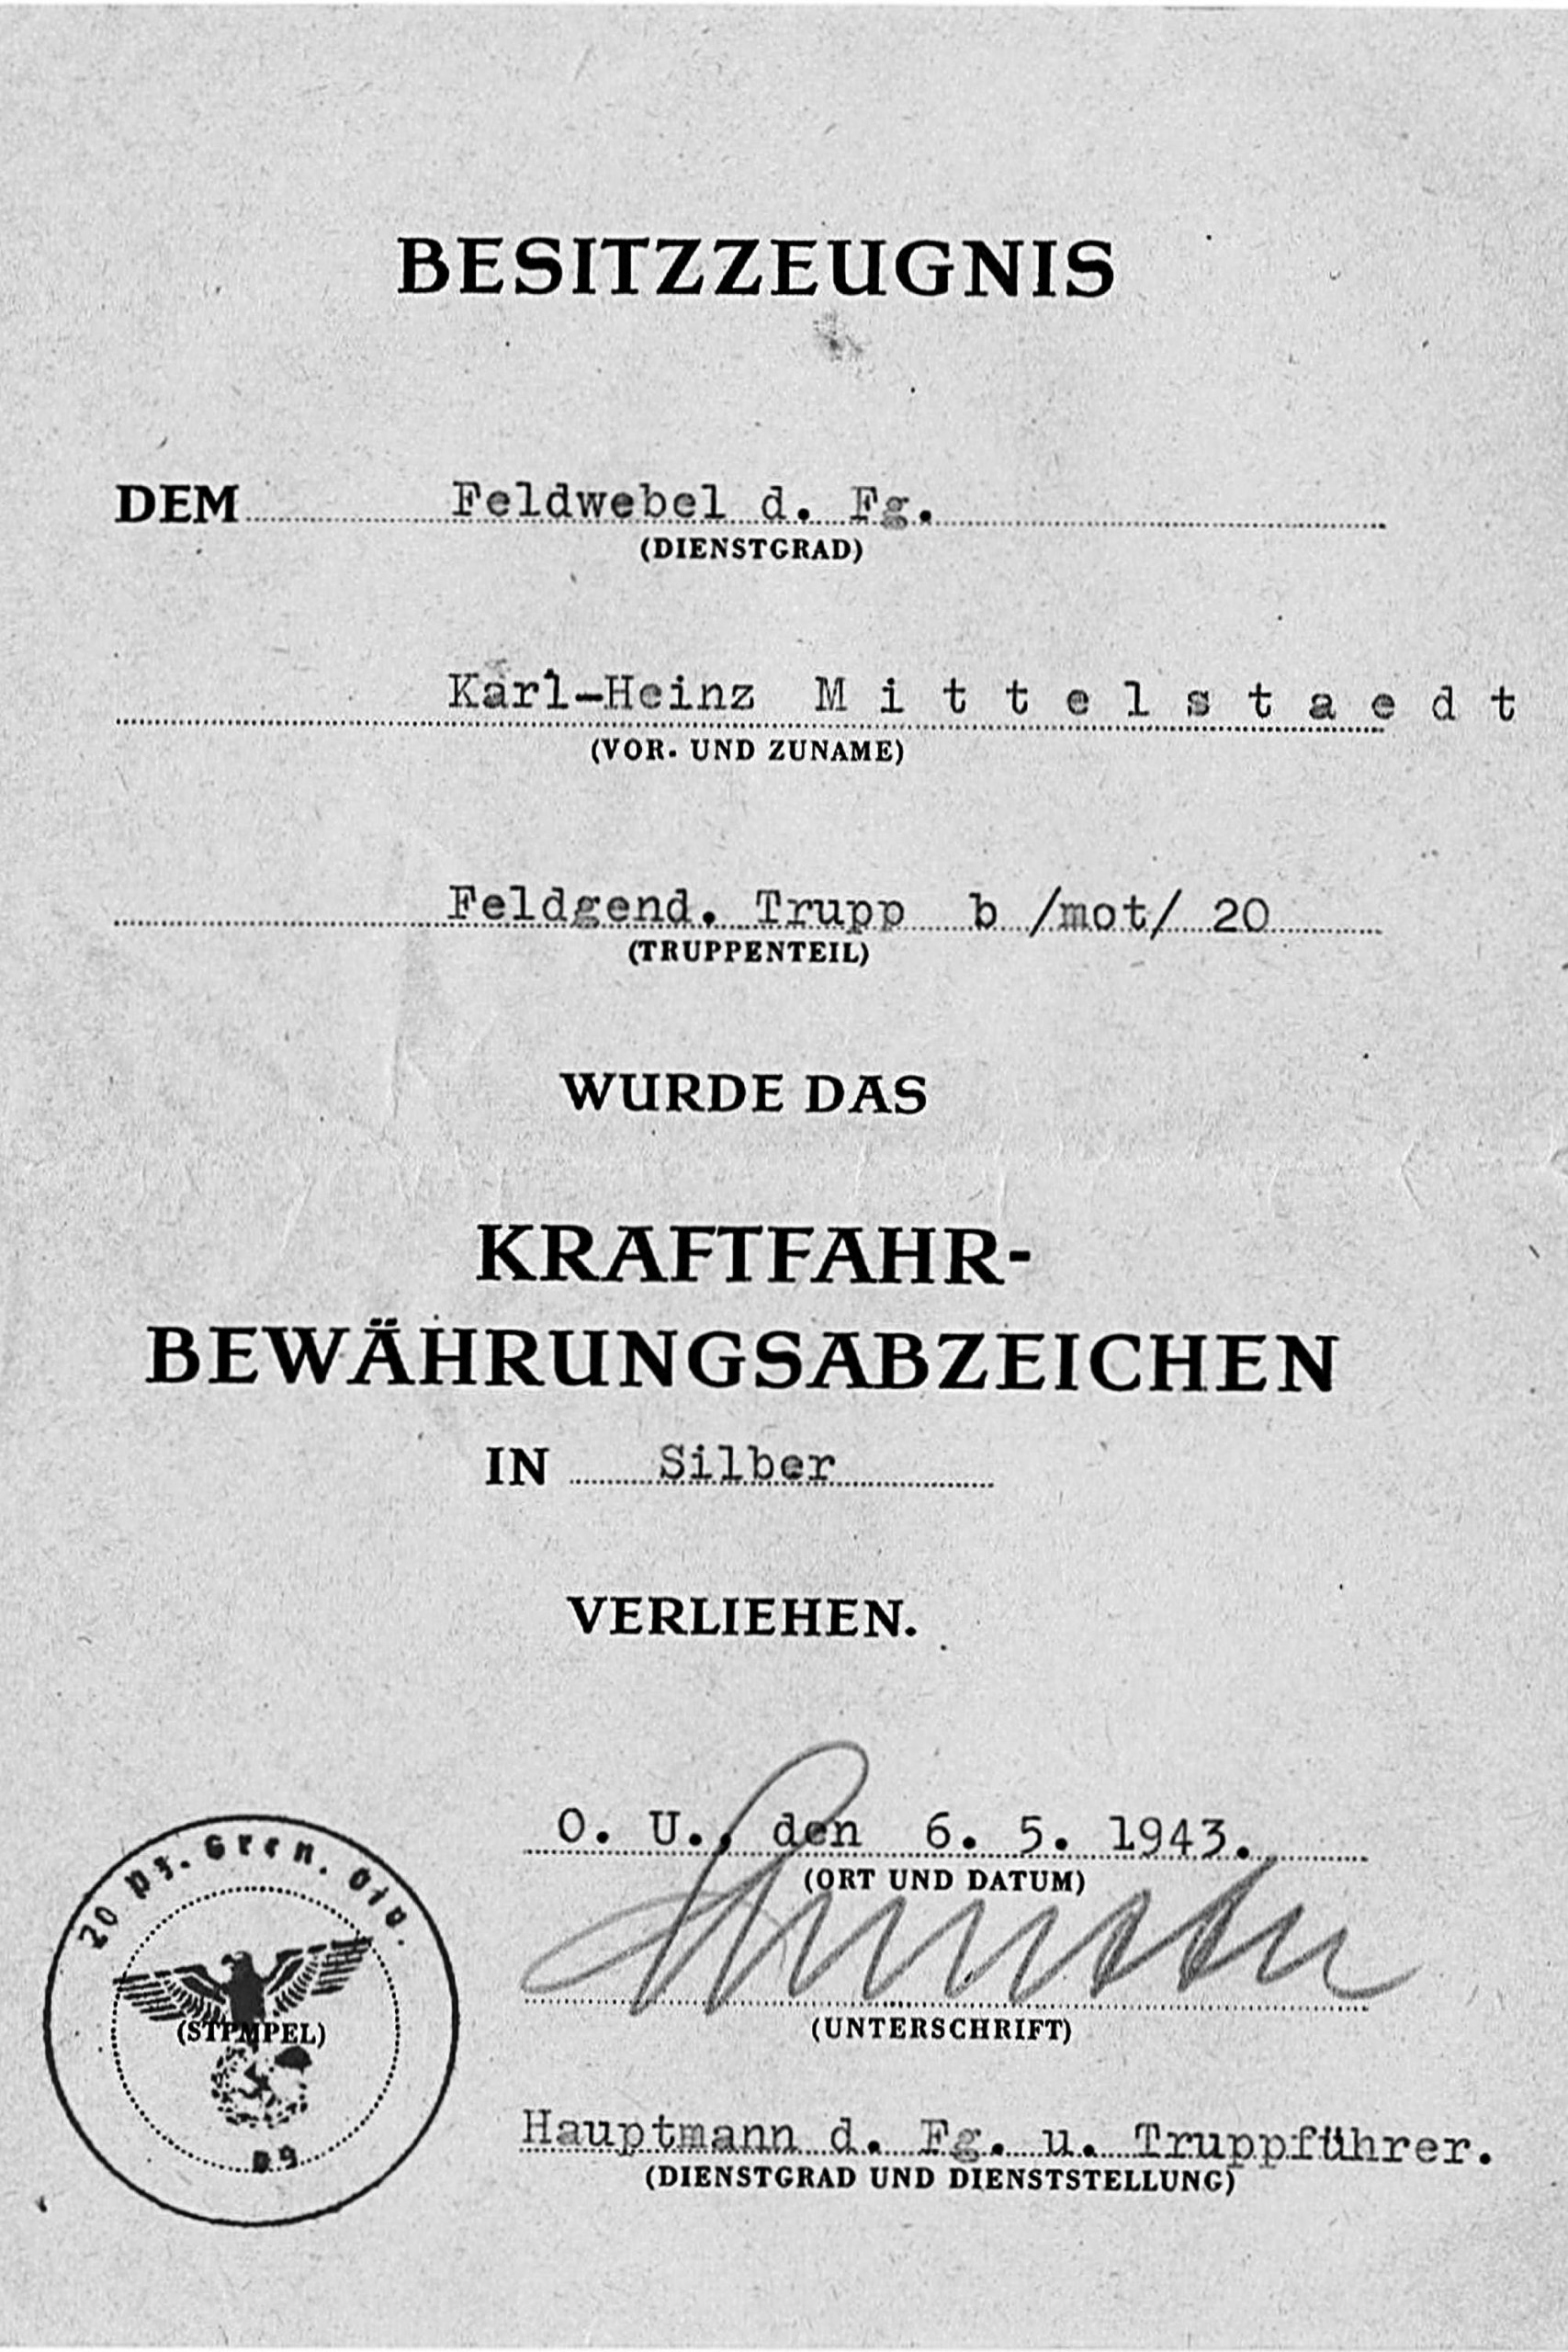 BESITZZEUGNIS
DEM Feldwebel d. Fg.
(DIENSTGRAD)
Karl-Heinz M i t t e l s t a e d t
(VOR- UND ZUNAME)
Feldgend. Trupp b /mot/ 20
(TRUPPENTEIL)
WURDE DAS
KRAFTFAHR-
BEWÄHRUNGSABZEICHEN
IN Silber
VERLIEHEN.
O. U., den 6. 5. 1943.
(ORT UND DATUM)
(UNTERSCHRIFT)
Hauptmann d. Fg. u. Truppführer.
(DIENSTGRAD UND DIENSTSTELLUNG)
20 Pz. Gren. Div.
(STEMPEL)